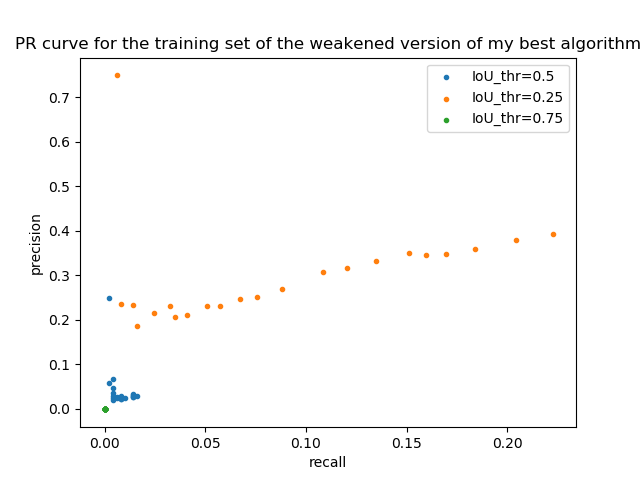 PR curve for the training set of the weakened version of my best algorithm
IoU_thr=0.5
IoU_thr=0.25
IoU_thr=0.75
0.7
0.6
0.5
0.4
0.3
0.2
0.1
0.0
precision
0.00
0.05
0.10
0.15
0.20
recall